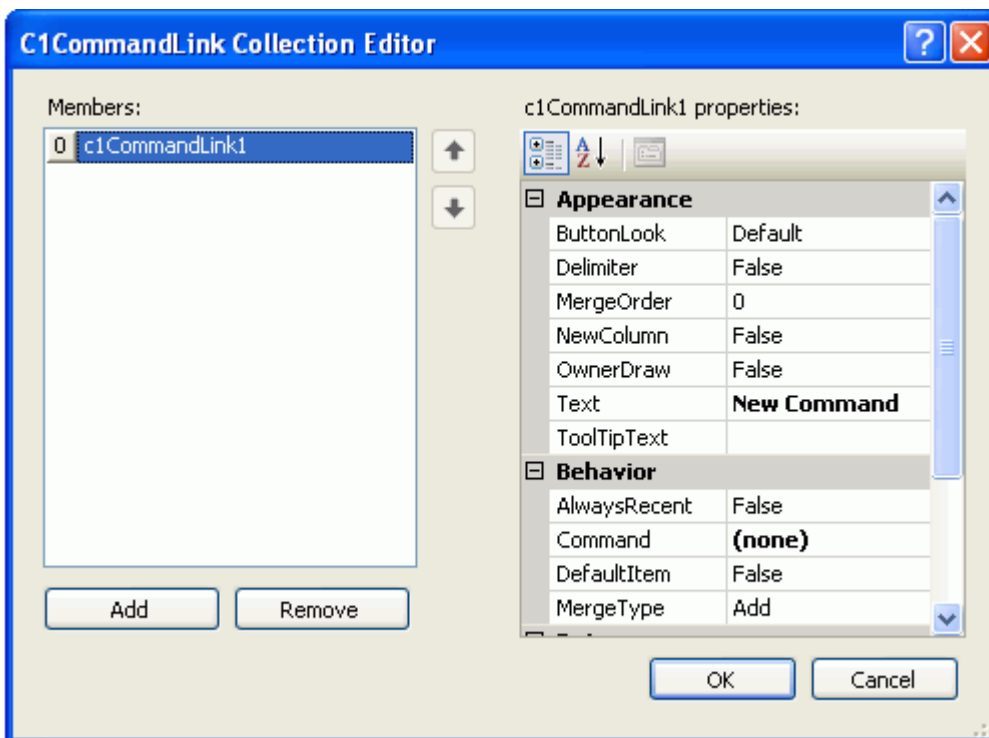 C1CommandLink Collection Editor
Members:
0 c1CommandLink1
Add Remove
c1CommandLink1 properties:
Appearance
ButtonLook Default
Delimiter False
MergeOrder 0
NewColumn False
OwnerDraw False
Text New Command
ToolTipText
Behavior
AlwaysRecent False
Command (none)
DefaultItem False
MergeType Add
OK Cancel